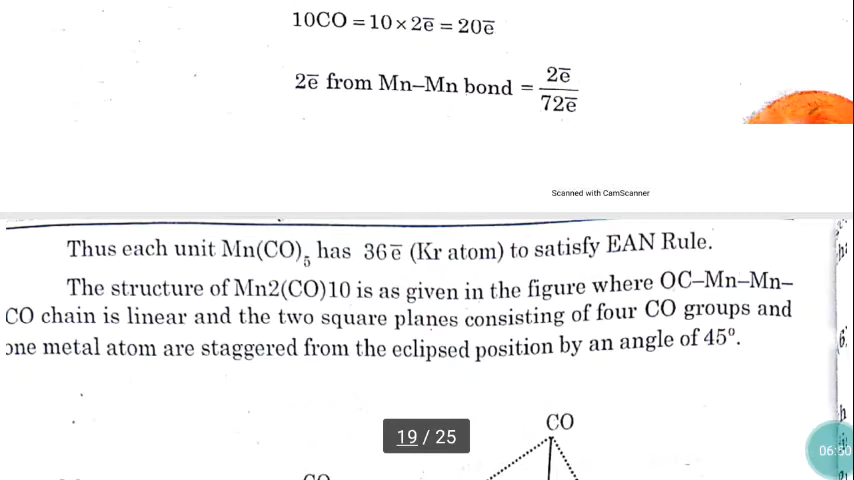 10CO = 10 × 2e̅ = 20e̅
2e̅ from Mn–Mn bond = 2e̅ / 72e̅
Scanned with CamScanner
Thus each unit Mn(CO)₅ has 36e̅ (Kr atom) to satisfy EAN Rule.
The structure of Mn2(CO)10 is as given in the figure where OC–Mn–Mn–
CO chain is linear and the two square planes consisting of four CO groups and
one metal atom are staggered from the eclipsed position by an angle of 45º.
CO
19 / 25
06:50
6.
h